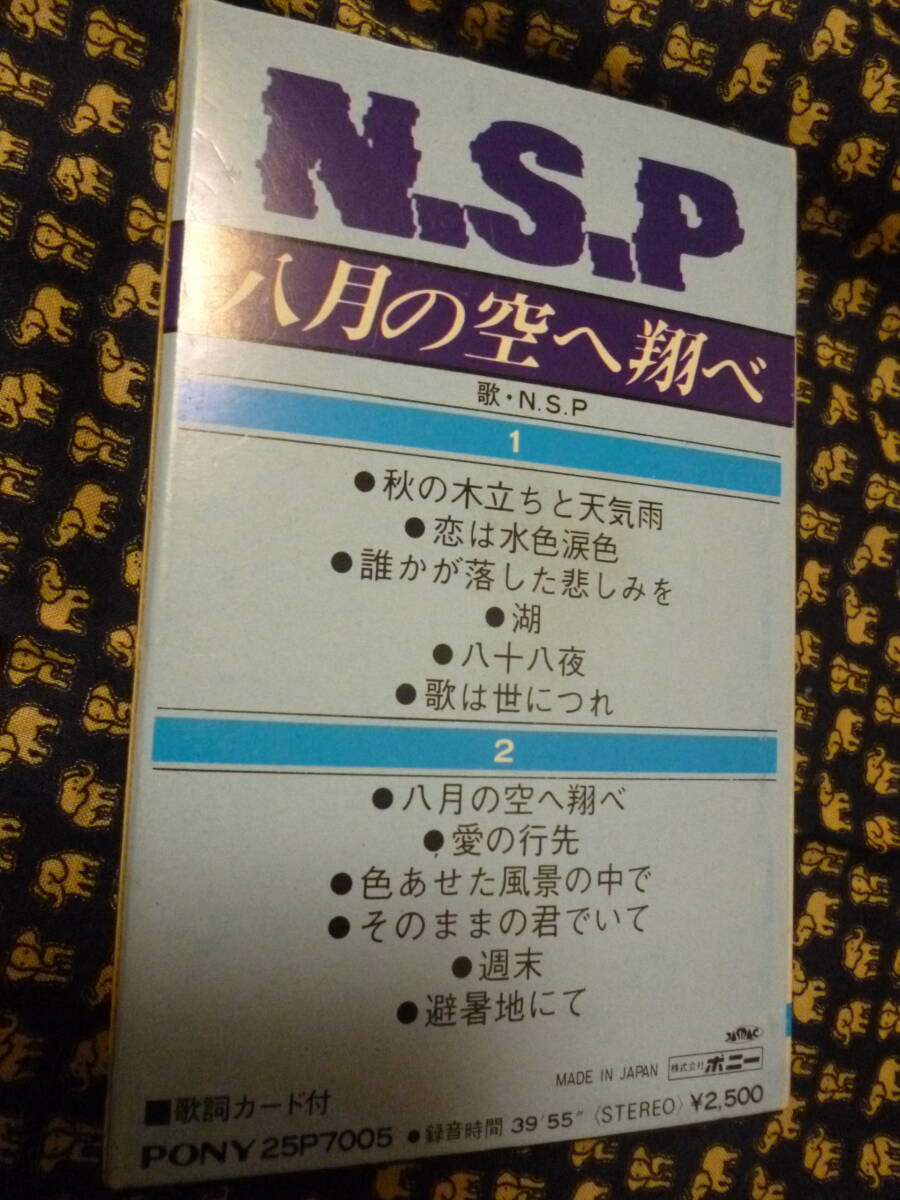 N.S.P
八月の空へ翔べ
歌・N.S.P
1
●秋の木立ちと天気雨
●恋は水色涙色
●誰かが落した悲しみを
●湖
●八十八夜
●歌は世につれ
2
●八月の空へ翔べ
●愛の行先
●色あせた風景の中で
●そのままの君でいて
●週末
●避暑地にて
JASRAC
MADE IN JAPAN 株式会社 ポニー
■歌詞カード付
PONY 25P7005 ●録音時間 39′55″〈STEREO〉¥2,500